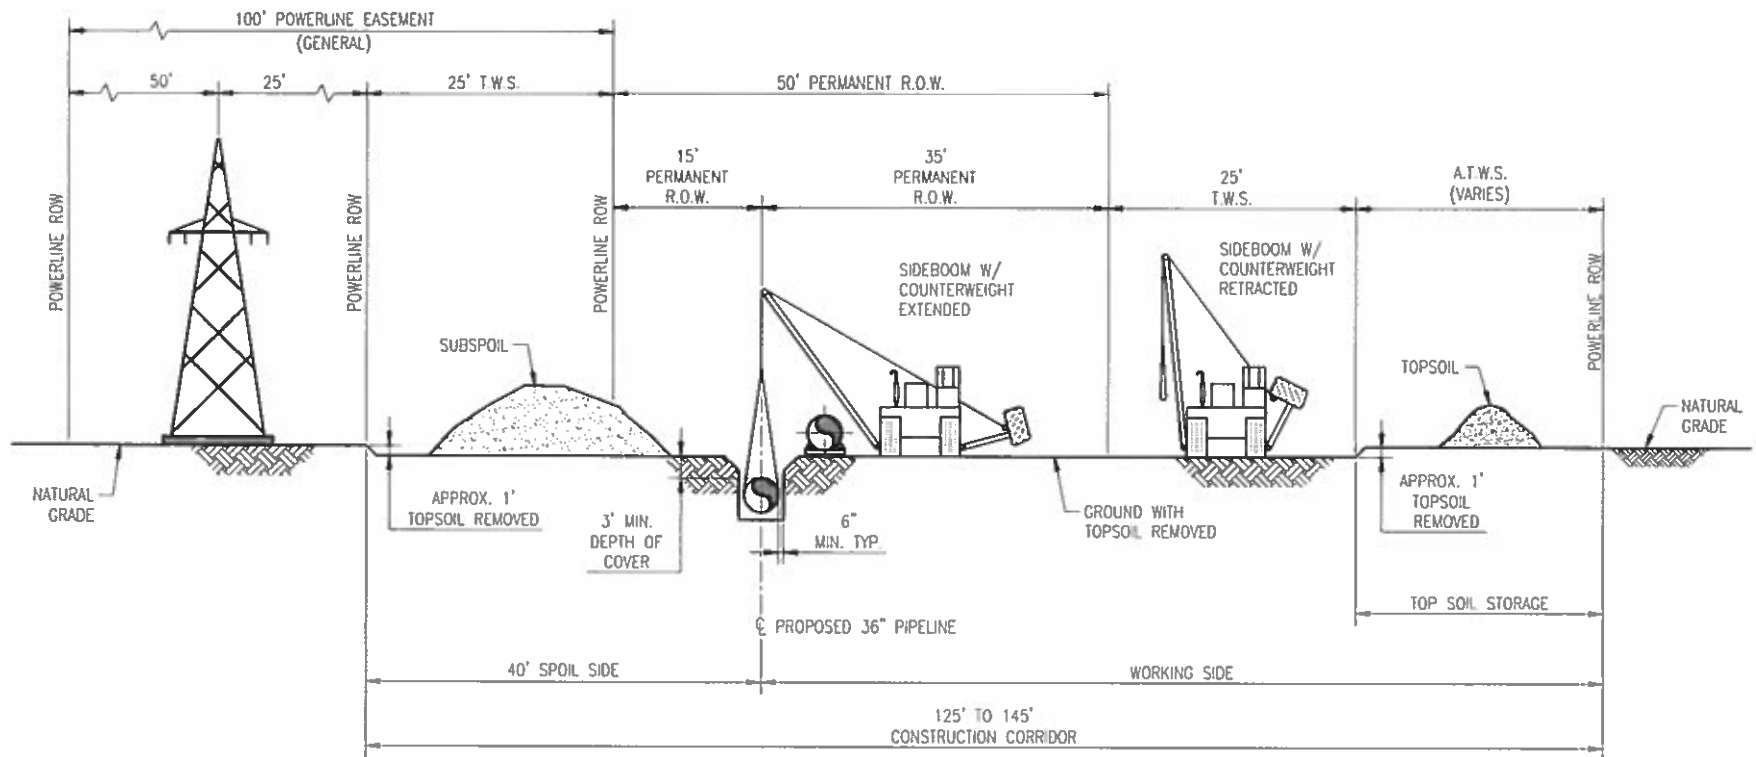 100' POWERLINE EASEMENT
(GENERAL)
50'
25'
25' T.W.S.
50' PERMANENT R.O.W.
15'
PERMANENT
R.O.W.
35'
PERMANENT
R.O.W.
25'
T.W.S.
A.T.W.S.
(VARIES)
POWERLINE ROW
POWERLINE ROW
POWERLINE ROW
POWERLINE ROW
SIDEBOOM W/
COUNTERWEIGHT
EXTENDED
SIDEBOOM W/
COUNTERWEIGHT
RETRACTED
SUBSPOIL
TOPSOIL
NATURAL
GRADE
NATURAL
GRADE
APPROX. 1'
TOPSOIL REMOVED
3' MIN.
DEPTH OF
COVER
6"
MIN. TYP.
GROUND WITH
TOPSOIL REMOVED
APPROX. 1'
TOPSOIL
REMOVED
TOP SOIL STORAGE
℄ PROPOSED 36" PIPELINE
40' SPOIL SIDE
WORKING SIDE
125' TO 145'
CONSTRUCTION CORRIDOR